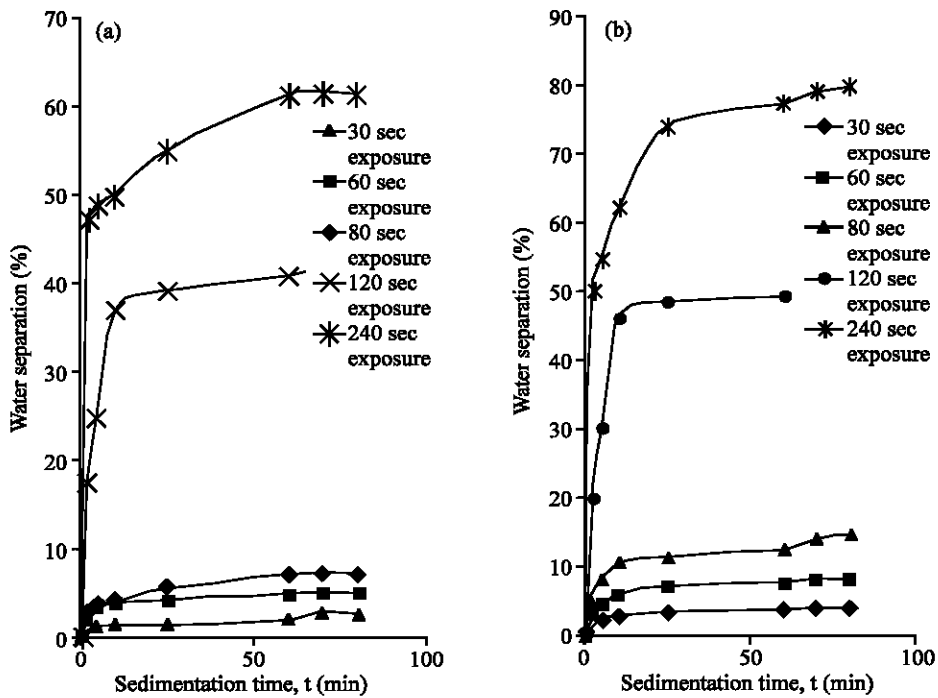 (a)
Water separation (%)
70
60
50
40
30
20
10
0
0
50
100
Sedimentation time, t (min)
30 sec
exposure
60 sec
exposure
80 sec
exposure
120 sec
exposure
240 sec
exposure
(b)
Water separation (%)
90
80
70
60
50
40
30
20
10
0
0
50
100
Sedimentation time, t (min)
30 sec
exposure
60 sec
exposure
80 sec
exposure
120 sec
exposure
240 sec
exposure